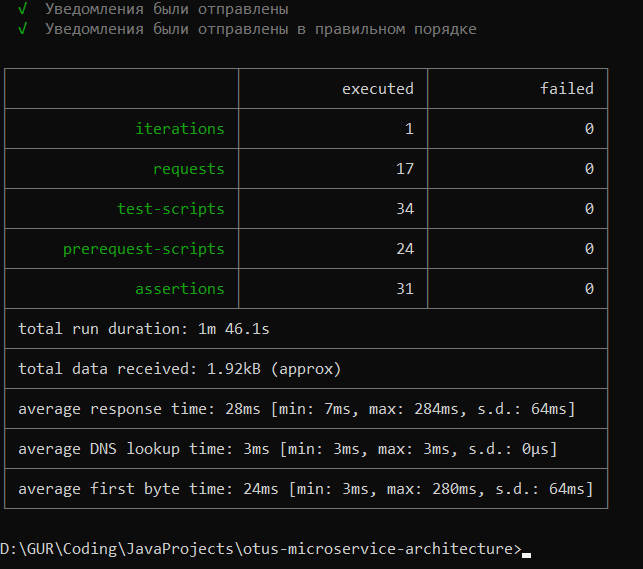 √ Уведомления были отправлены
√ Уведомления были отправлены в правильном порядке
executed failed
iterations 1 0
requests 17 0
test-scripts 34 0
prerequest-scripts 24 0
assertions 31 0
total run duration: 1m 46.1s
total data received: 1.92kB (approx)
average response time: 28ms [min: 7ms, max: 284ms, s.d.: 64ms]
average DNS lookup time: 3ms [min: 3ms, max: 3ms, s.d.: 0µs]
average first byte time: 24ms [min: 3ms, max: 280ms, s.d.: 64ms]
D:\GUR\Coding\JavaProjects\otus-microservice-architecture>